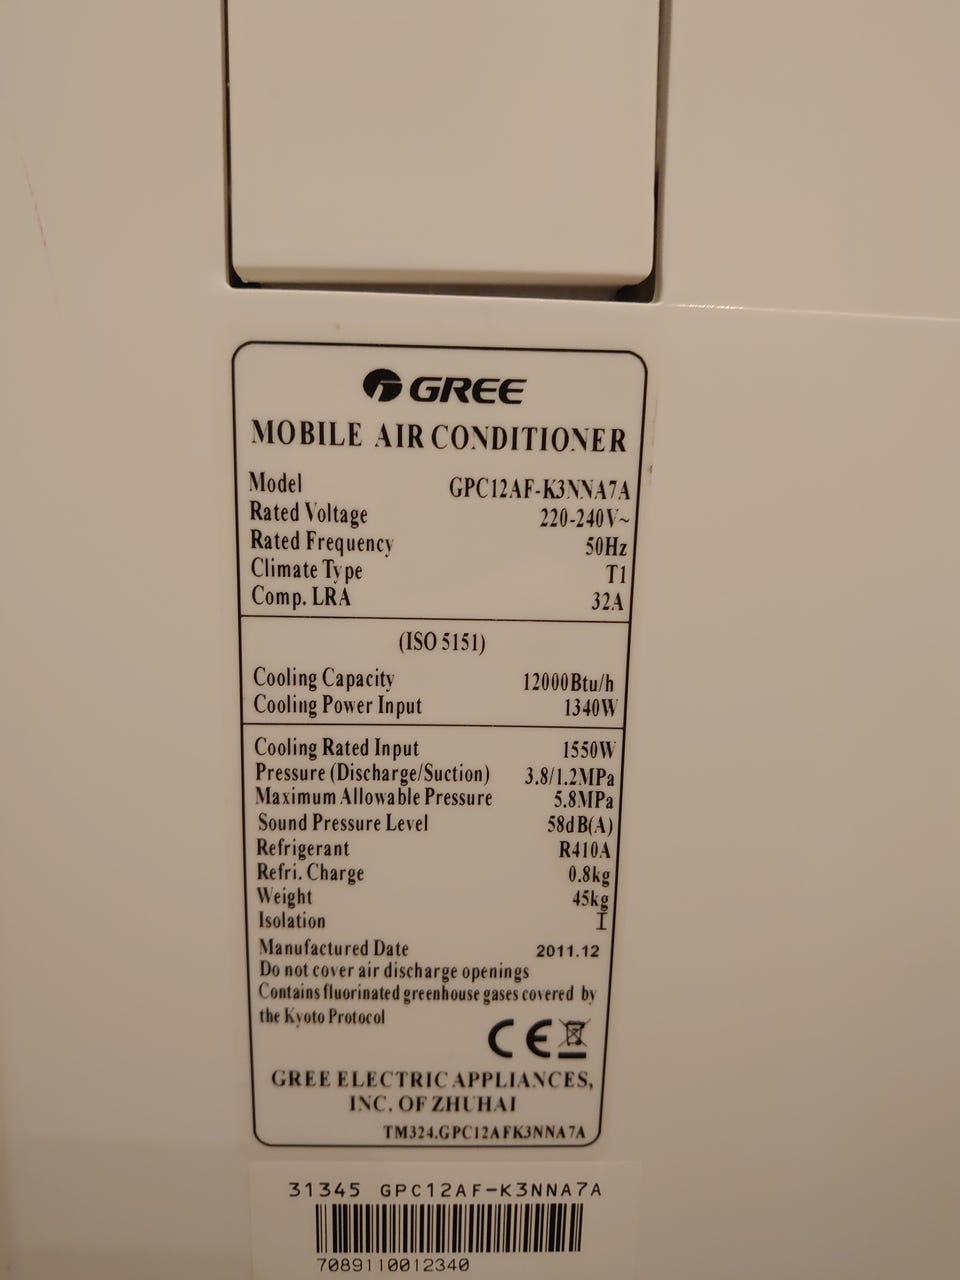 GREE
MOBILE AIR CONDITIONER
Model GPC12AF-K3NNA7A
Rated Voltage 220-240V~
Rated Frequency 50Hz
Climate Type T1
Comp. LRA 32A
(ISO 5151)
Cooling Capacity 12000Btu/h
Cooling Power Input 1340W
Cooling Rated Input 1550W
Pressure (Discharge/Suction) 3.8/1.2MPa
Maximum Allowable Pressure 5.8MPa
Sound Pressure Level 58dB(A)
Refrigerant R410A
Refri. Charge 0.8kg
Weight 45kg
Isolation I
Manufactured Date 2011.12
Do not cover air discharge openings
Contains fluorinated greenhouse gases covered by
the Kyoto Protocol
CE
GREE ELECTRIC APPLIANCES,
INC. OF ZHUHAI
TM324.GPC12AFK3NNA7A
31345 GPC12AF-K3NNA7A
7089110012340